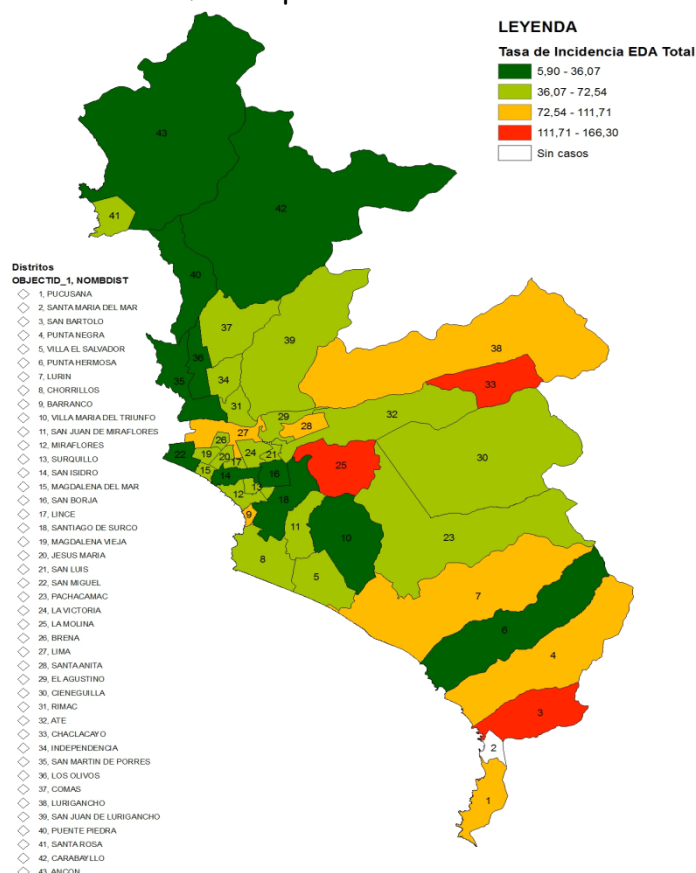 LEYENDA
Tasa de Incidencia EDA Total
5,90 - 36,07
36,07 - 72,54
72,54 - 111,71
111,71 - 166,30
Sin casos
43
42
41
40
Distritos
OBJECTID_1, NOMBDIST
1, PUCUSANA
2, SANTA MARIA DEL MAR
3, SAN BARTOLO
4, PUNTA NEGRA
5, VILLA EL SALVADOR
6, PUNTA HERMOSA
7, LURIN
8, CHORRILLOS
9, BARRANCO
10, VILLA MARIA DEL TRIUNFO
11, SAN JUAN DE MIRAFLORES
12, MIRAFLORES
13, SURQUILLO
14, SAN ISIDRO
15, MAGDALENA DEL MAR
16, SAN BORJA
17, LINCE
18, SANTIAGO DE SURCO
19, MAGDALENA VIEJA
20, JESUS MARIA
21, SAN LUIS
22, SAN MIGUEL
23, PACHACAMAC
24, LA VICTORIA
25, LA MOLINA
26, BRENA
27, LIMA
28, SANTA ANITA
29, EL AGUSTINO
30, CIENEGUILLA
31, RIMAC
32, ATE
33, CHACLACAYO
34, INDEPENDENCIA
35, SAN MARTIN DE PORRES
36, LOS OLIVOS
37, COMAS
38, LURIGANCHO
39, SAN JUAN DE LURIGANCHO
40, PUENTE PIEDRA
41, SANTA ROSA
42, CARABAYLLO
43, ANCON
37
39
38
36
35
34
33
31
32
29
28
27
26
22
19
20
17
24
21
25
30
15
14
16
12
13
18
9
11
10
23
8
5
7
6
4
3
2
1